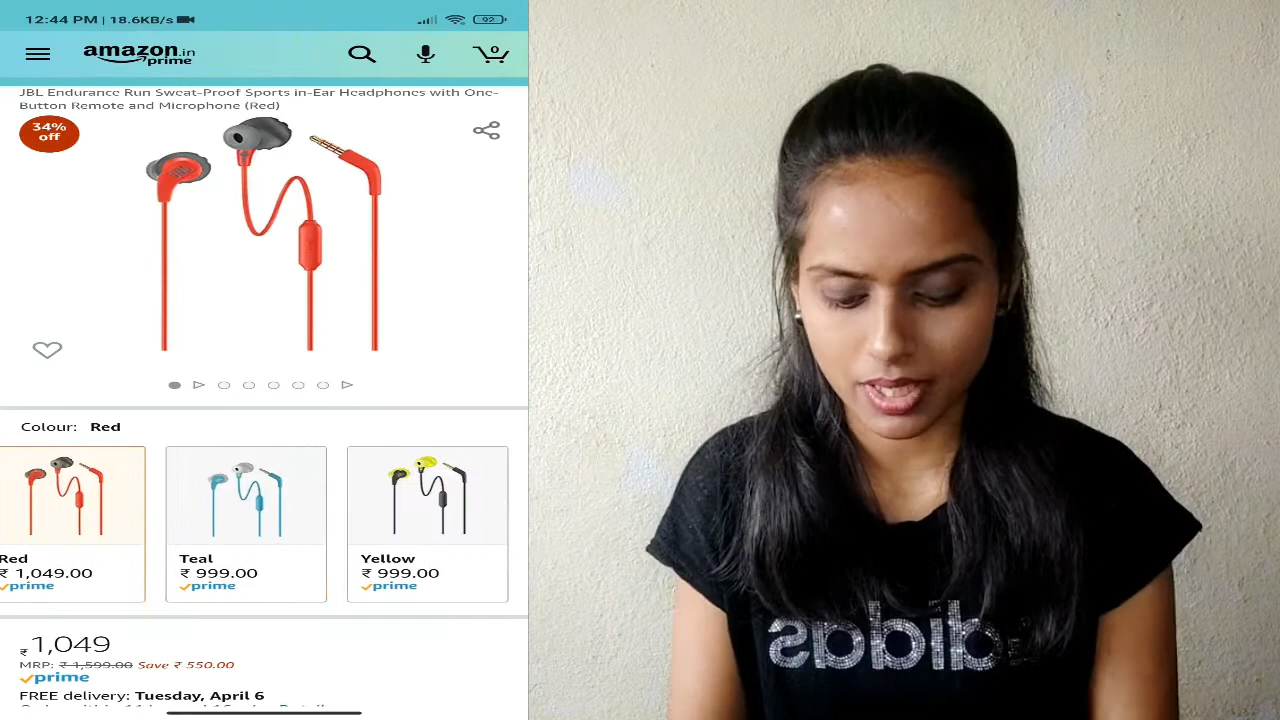 12:44 PM | 18.6KB/s
92
amazon.in
prime
0
JBL Endurance Run Sweat-Proof Sports in-Ear Headphones with One-
Button Remote and Microphone (Red)
34%
off
JBL
Colour: Red
Red
₹ 1,049.00
prime
Teal
₹ 999.00
prime
Yellow
₹ 999.00
prime
₹1,049
MRP: ₹ 1,599.00 Save ₹ 550.00
prime
FREE delivery: Tuesday, April 6
adidas